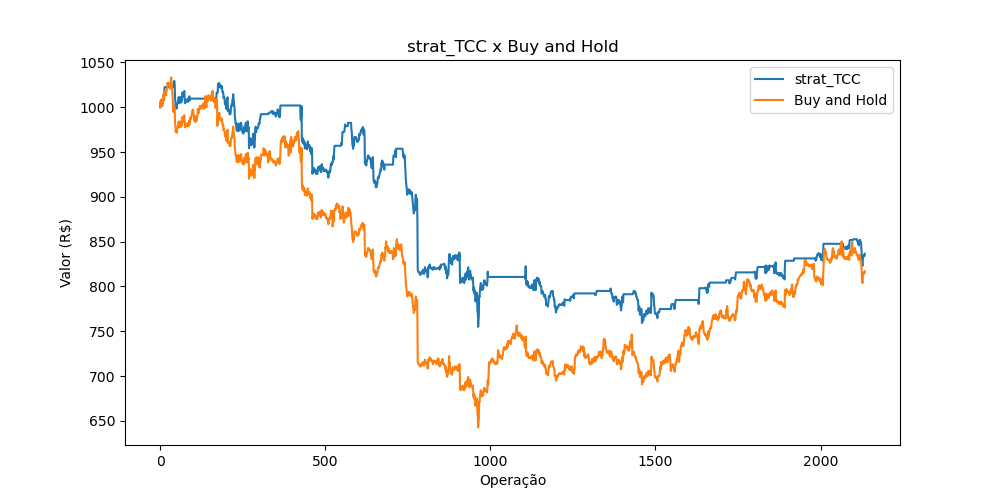 strat_TCC x Buy and Hold
strat_TCC
Buy and Hold
Valor (R$)
1050
1000
950
900
850
800
750
700
650
0
500
1000
1500
2000
Operação